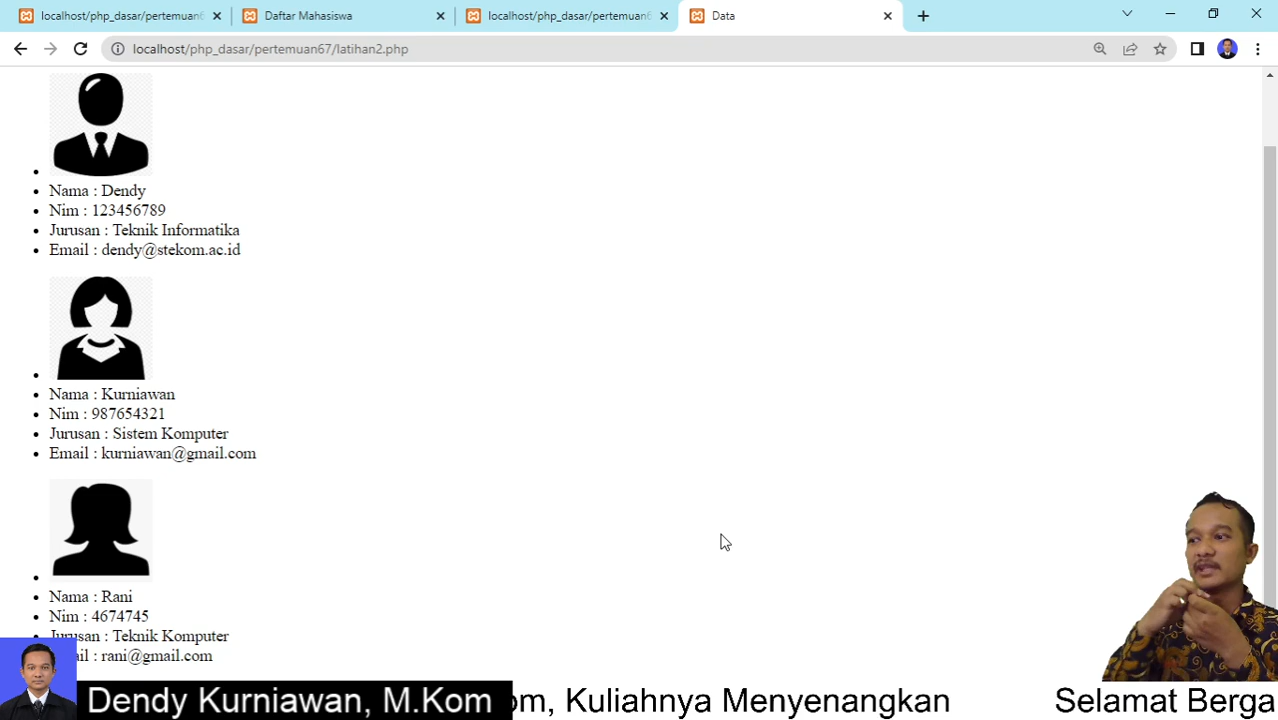 localhost/php_dasar/pertemuan6
Daftar Mahasiswa
localhost/php_dasar/pertemuan6
Data
localhost/php_dasar/pertemuan67/latihan2.php
Nama : Dendy
Nim : 123456789
Jurusan : Teknik Informatika
Email : dendy@stekom.ac.id
Nama : Kurniawan
Nim : 987654321
Jurusan : Sistem Komputer
Email : kurniawan@gmail.com
Nama : Rani
Nim : 4674745
Jurusan : Teknik Komputer
rani@gmail.com
Dendy Kurniawan, M.Kom
om, Kuliahnya Menyenangkan
Selamat Berga